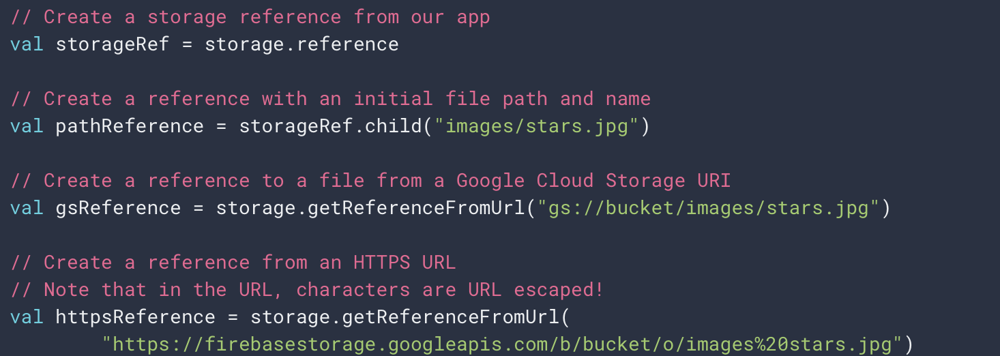 // Create a storage reference from our app
val storageRef = storage.reference
// Create a reference with an initial file path and name
val pathReference = storageRef.child("images/stars.jpg")
// Create a reference to a file from a Google Cloud Storage URI
val gsReference = storage.getReferenceFromUrl("gs://bucket/images/stars.jpg")
// Create a reference from an HTTPS URL
// Note that in the URL, characters are URL escaped!
val httpsReference = storage.getReferenceFromUrl(
"https://firebasestorage.googleapis.com/b/bucket/o/images%20stars.jpg")